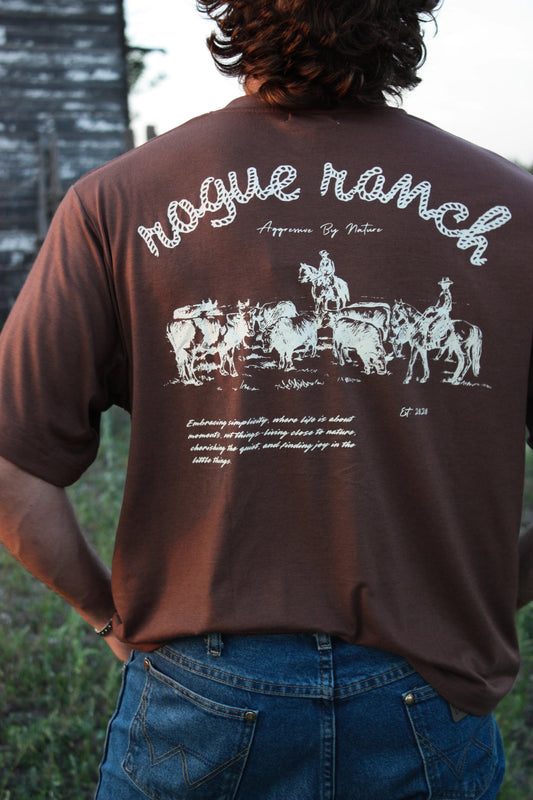 rogue ranch
Aggressive By Nature
Est 2020
Embracing simplicity, where life is about
moments, not things-living close to nature,
cherishing the quiet, and finding joy in the
little things.